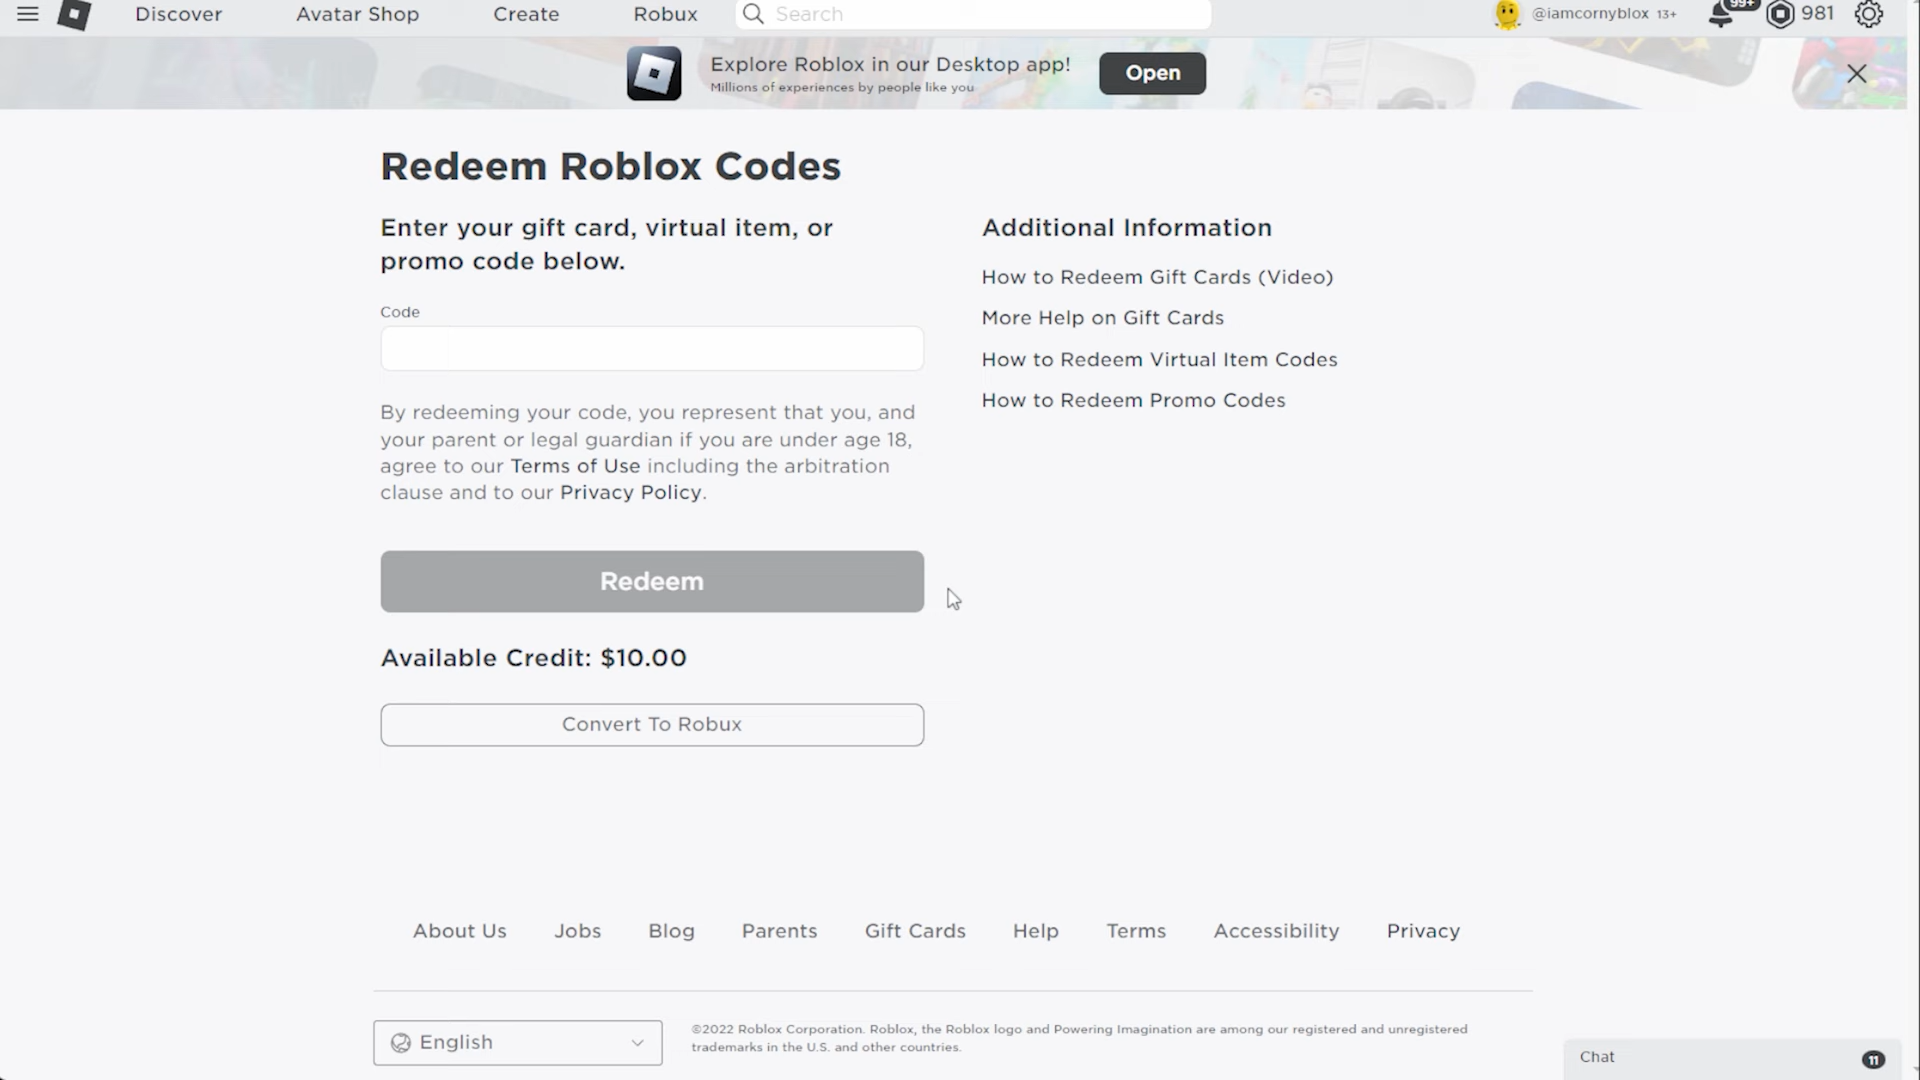 Discover
Avatar Shop
Create
Robux
Search
@iamcornyblox 13+
99+
981
Explore Roblox in our Desktop app!
Millions of experiences by people like you
Open
Redeem Roblox Codes
Enter your gift card, virtual item, or
promo code below.
Code
By redeeming your code, you represent that you, and
your parent or legal guardian if you are under age 18,
agree to our Terms of Use including the arbitration
clause and to our Privacy Policy.
Redeem
Available Credit: $10.00
Convert To Robux
Additional Information
How to Redeem Gift Cards (Video)
More Help on Gift Cards
How to Redeem Virtual Item Codes
How to Redeem Promo Codes
About Us
Jobs
Blog
Parents
Gift Cards
Help
Terms
Accessibility
Privacy
English
©2022 Roblox Corporation. Roblox, the Roblox logo and Powering Imagination are among our registered and unregistered
trademarks in the U.S. and other countries.
Chat
11